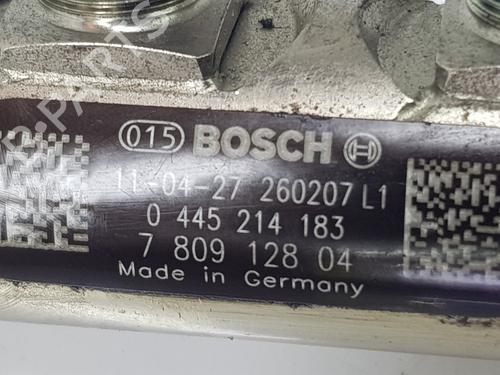 015 BOSCH
11-04-27 260207 L1
0 445 214 183
7 809 128 04
Made in Germany